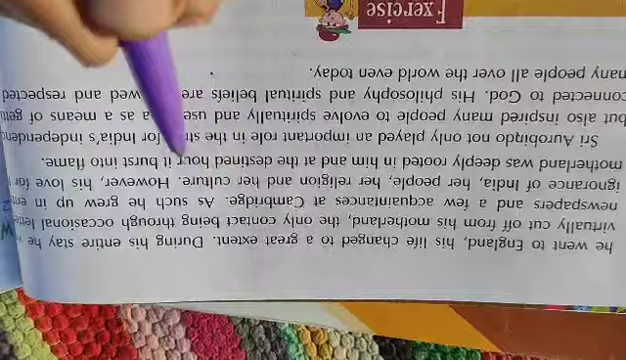 he went to England, his life changed to a great extent. During his entire stay he
virtually cut off from his motherland, the only contact being through occasional
newspapers and a few acquaintances at Cambridge. As such he grew up in
ignorance of India, her people, her religion and her culture. However, his love for
motherland was deeply rooted in him and at the destined hour it burst into flame.
Sri Aurobindo not only played an important role in the for India's
but also inspired many people to evolve spiritually and use a as a means of
connected to God. His philosophy and spiritual beliefs are and respected
many people all over the world even today.
Exercise